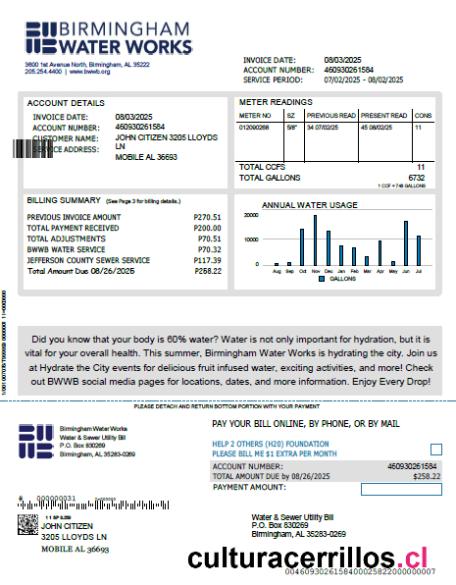 BIRMINGHAM
WATER WORKS
3600 1st Avenue North, Birmingham, AL 35222
205.254.4400 | www.bwwb.org
INVOICE DATE: 08/03/2025
ACCOUNT NUMBER: 460930261584
SERVICE PERIOD: 07/02/2025 - 08/02/2025
ACCOUNT DETAILS
INVOICE DATE: 08/03/2025
ACCOUNT NUMBER: 460930261584
CUSTOMER NAME: JOHN CITIZEN 3205 LLOYDS
LN
SERVICE ADDRESS:
MOBILE AL 36693
METER READINGS
METER NO SZ PREVIOUS READ PRESENT READ CONS
012090268 5/8" 34 07/02/25 45 08/02/25 11
TOTAL CCFS 11
TOTAL GALLONS 6732
1 CCF = 748 GALLONS
BILLING SUMMARY (See Page 3 for billing details.)
PREVIOUS INVOICE AMOUNT P270.51
TOTAL PAYMENT RECEIVED P200.00
TOTAL ADJUSTMENTS P70.51
BWWB WATER SERVICE P70.32
JEFFERSON COUNTY SEWER SERVICE P117.39
Total Amount Due 08/26/2025 P258.22
ANNUAL WATER USAGE
20000
10000
0
Aug Sep Oct Nov Dec Jan Feb Mar Apr May Jun Jul
GALLONS
Did you know that your body is 60% water? Water is not only important for hydration, but it is
vital for your overall health. This summer, Birmingham Water Works is hydrating the city. Join us
at Hydrate the City events for delicious fruit infused water, exciting activities, and more! Check
out BWWB social media pages for locations, dates, and more information. Enjoy Every Drop!
PLEASE DETACH AND RETURN BOTTOM PORTION WITH YOUR PAYMENT
Birmingham Water Works
Water & Sewer Utility Bill
P.O. Box 830269
Birmingham, AL 35283-0269
PAY YOUR BILL ONLINE, BY PHONE, OR BY MAIL
HELP 2 OTHERS (H20) FOUNDATION
PLEASE BILL ME $1 EXTRA PER MONTH
ACCOUNT NUMBER: 460930261584
TOTAL AMOUNT DUE by 08/26/2025 $258.22
PAYMENT AMOUNT:
# 000000031
JOHN CITIZEN
3205 LLOYDS LN
MOBILE AL 36693
Water & Sewer Utility Bill
P.O. Box 830269
Birmingham, AL 35283-0269
culturacerrillos.cl